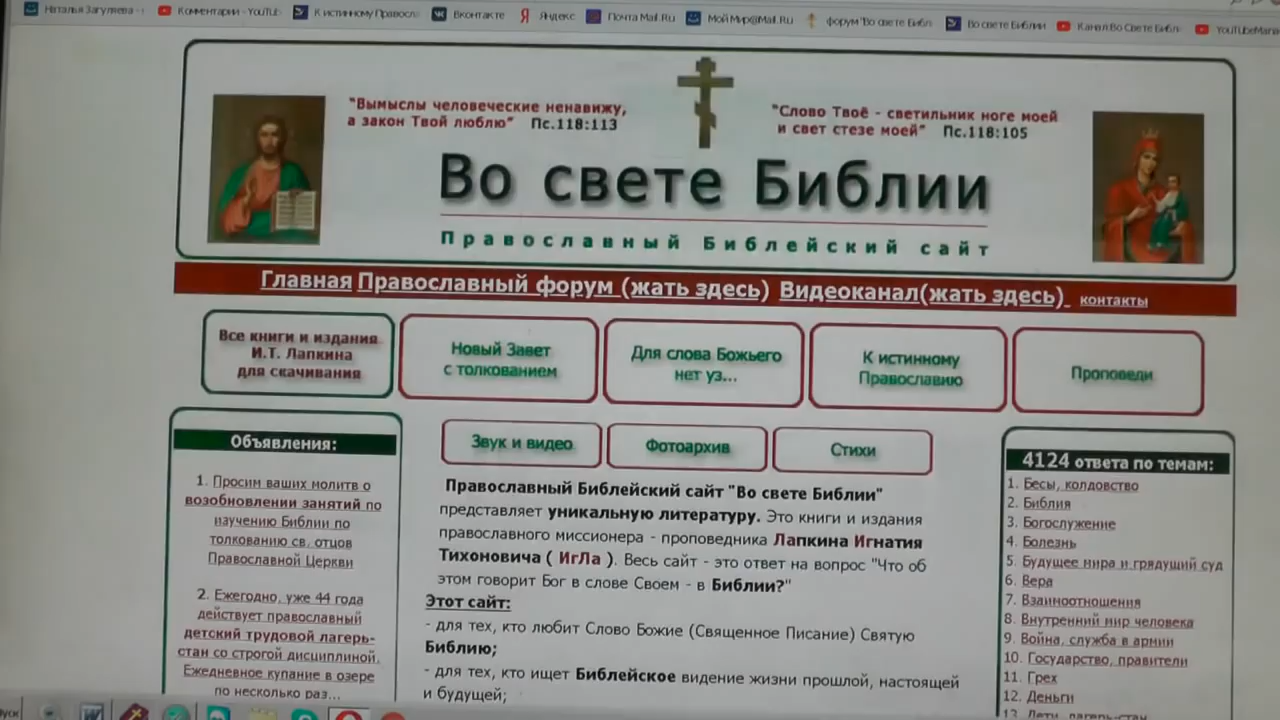 Наталья Загуляева
Комментарии - YouTub
К истинному Правосл
Вконтакте
Яндекс
Почта Mail.Ru
Мой Мир@Mail.Ru
форум "Во свете Библ
Во свете Библии
Канал Во Свете Библ
"Вымыслы человеческие ненавижу,
а закон Твой люблю" Пс.118:113
"Слово Твоё - светильник ноге моей
и свет стезе моей" Пс.118:105
Во свете Библии
Православный Библейский сайт
Главная Православный форум (жать здесь) Видеоканал(жать здесь) контакты
Все книги и издания
И.Т. Лапкина
для скачивания
Новый Завет
с толкованием
Для слова Божьего
нет уз...
К истинному
Православию
Проповеди
Объявления:
1. Просим ваших молитв о
возобновлении занятий по
изучению Библии по
толкованию св. отцов
Православной Церкви
2. Ежегодно, уже 44 года
действует православный
детский трудовой лагерь-
стан со строгой дисциплиной.
Ежедневное купание в озере
по несколько раз...
Звук и видео
Фотоархив
Стихи
Православный Библейский сайт "Во свете Библии"
представляет уникальную литературу. Это книги и издания
православного миссионера - проповедника Лапкина Игнатия
Тихоновича ( ИгЛа ). Весь сайт - это ответ на вопрос "Что об
этом говорит Бог в слове Своем - в Библии?"
Этот сайт:
- для тех, кто любит Слово Божие (Священное Писание) Святую
Библию;
- для тех, кто ищет Библейское видение жизни прошлой, настоящей
и будущей;
4124 ответа по темам:
1. Бесы, колдовство
2. Библия
3. Богослужение
4. Болезнь
5. Будущее мира и грядущий суд
6. Вера
7. Взаимоотношения
8. Внутренний мир человека
9. Война, служба в армии
10. Государство, правители
11. Грех
12. Деньги
13. Дети, лагерь-стан